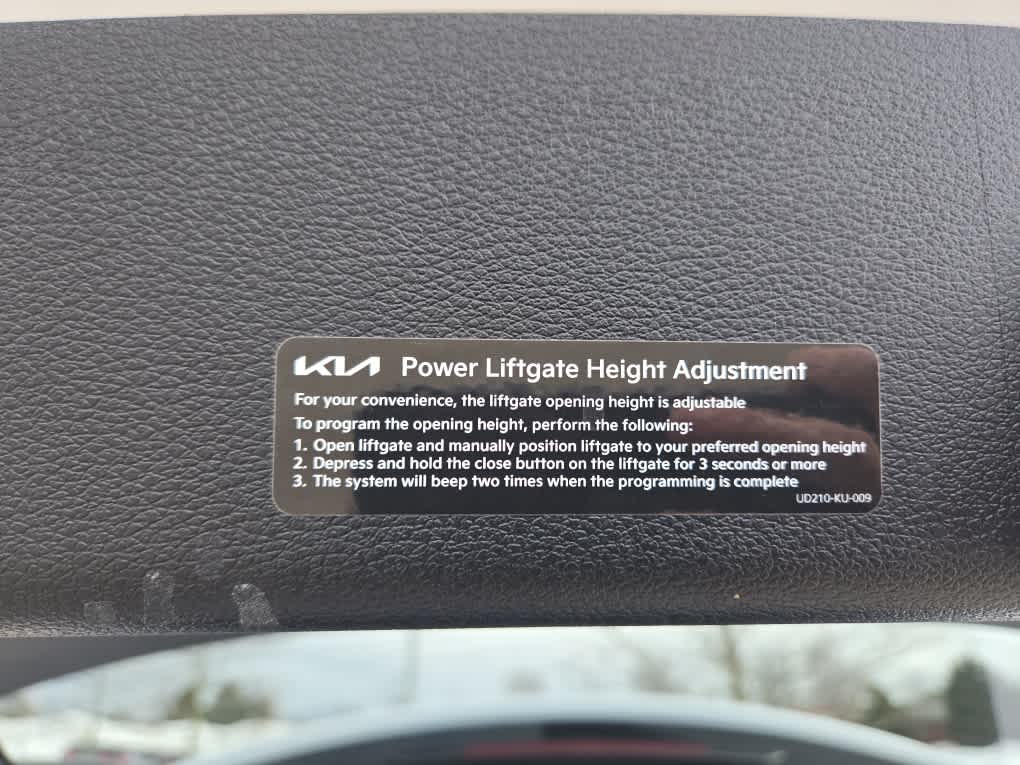 KIA Power Liftgate Height Adjustment
For your convenience, the liftgate opening height is adjustable
To program the opening height, perform the following:
1. Open liftgate and manually position liftgate to your preferred opening height
2. Depress and hold the close button on the liftgate for 3 seconds or more
3. The system will beep two times when the programming is complete
UD210-KU-009